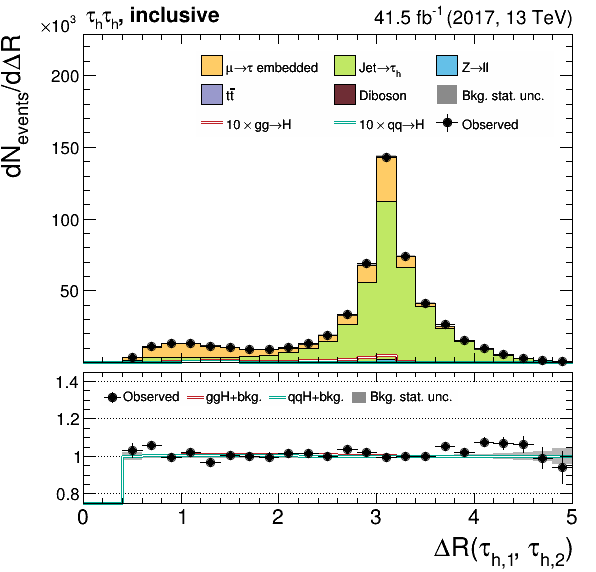 ×10³ τhτh, inclusive 41.5 fb⁻¹ (2017, 13 TeV)
dNevents/dΔR
200
150
100
50
μ→τ embedded Jet→τh Z→ll
tt̄ Diboson Bkg. stat. unc.
10 × gg→H 10 × qq→H Observed
1.4
1.2
1
0.8
Observed ggH+bkg. qqH+bkg. Bkg. stat. unc.
0 1 2 3 4 5
ΔR(τh,1, τh,2)